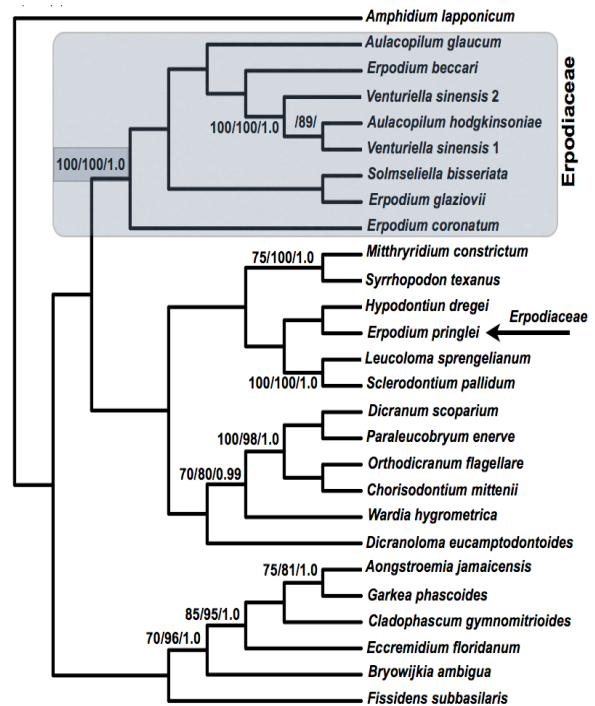 Amphidium lapponicum
Aulacopilum glaucum
Erpodium beccari
Venturiella sinensis 2
100/100/1.0
/89/
Aulacopilum hodgkinsoniae
Venturiella sinensis 1
100/100/1.0
Solmseliella bisseriata
Erpodium glaziovii
Erpodium coronatum
Erpodiaceae
75/100/1.0
Mitthryridium constrictum
Syrrhopodon texanus
Hypodontiun dregei
Erpodiaceae
Erpodium pringlei
Leucoloma sprengelianum
100/100/1.0
Sclerodontium pallidum
Dicranum scoparium
100/98/1.0
Paraleucobryum enerve
Orthodicranum flagellare
70/80/0.99
Chorisodontium mittenii
Wardia hygrometrica
Dicranoloma eucamptodontoides
75/81/1.0
Aongstroemia jamaicensis
Garkea phascoides
85/95/1.0
Cladophascum gymnomitrioides
70/96/1.0
Eccremidium floridanum
Bryowijkia ambigua
Fissidens subbasilaris